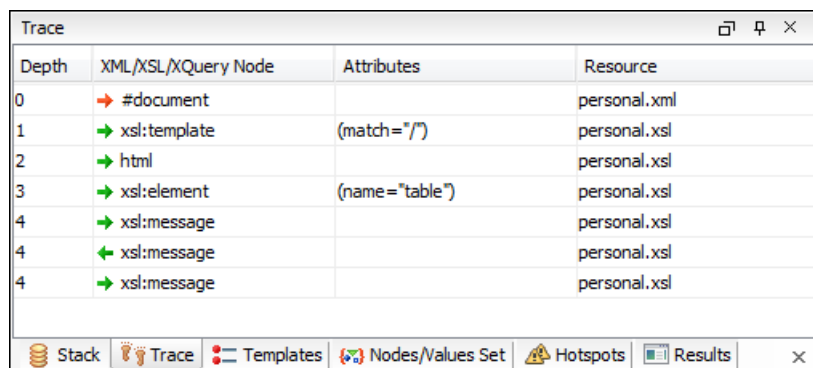 Trace
Depth XML/XSL/XQuery Node Attributes Resource
0 #document personal.xml
1 xsl:template (match="/") personal.xsl
2 html personal.xsl
3 xsl:element (name="table") personal.xsl
4 xsl:message personal.xsl
4 xsl:message personal.xsl
4 xsl:message personal.xsl
Stack Trace Templates Nodes/Values Set Hotspots Results